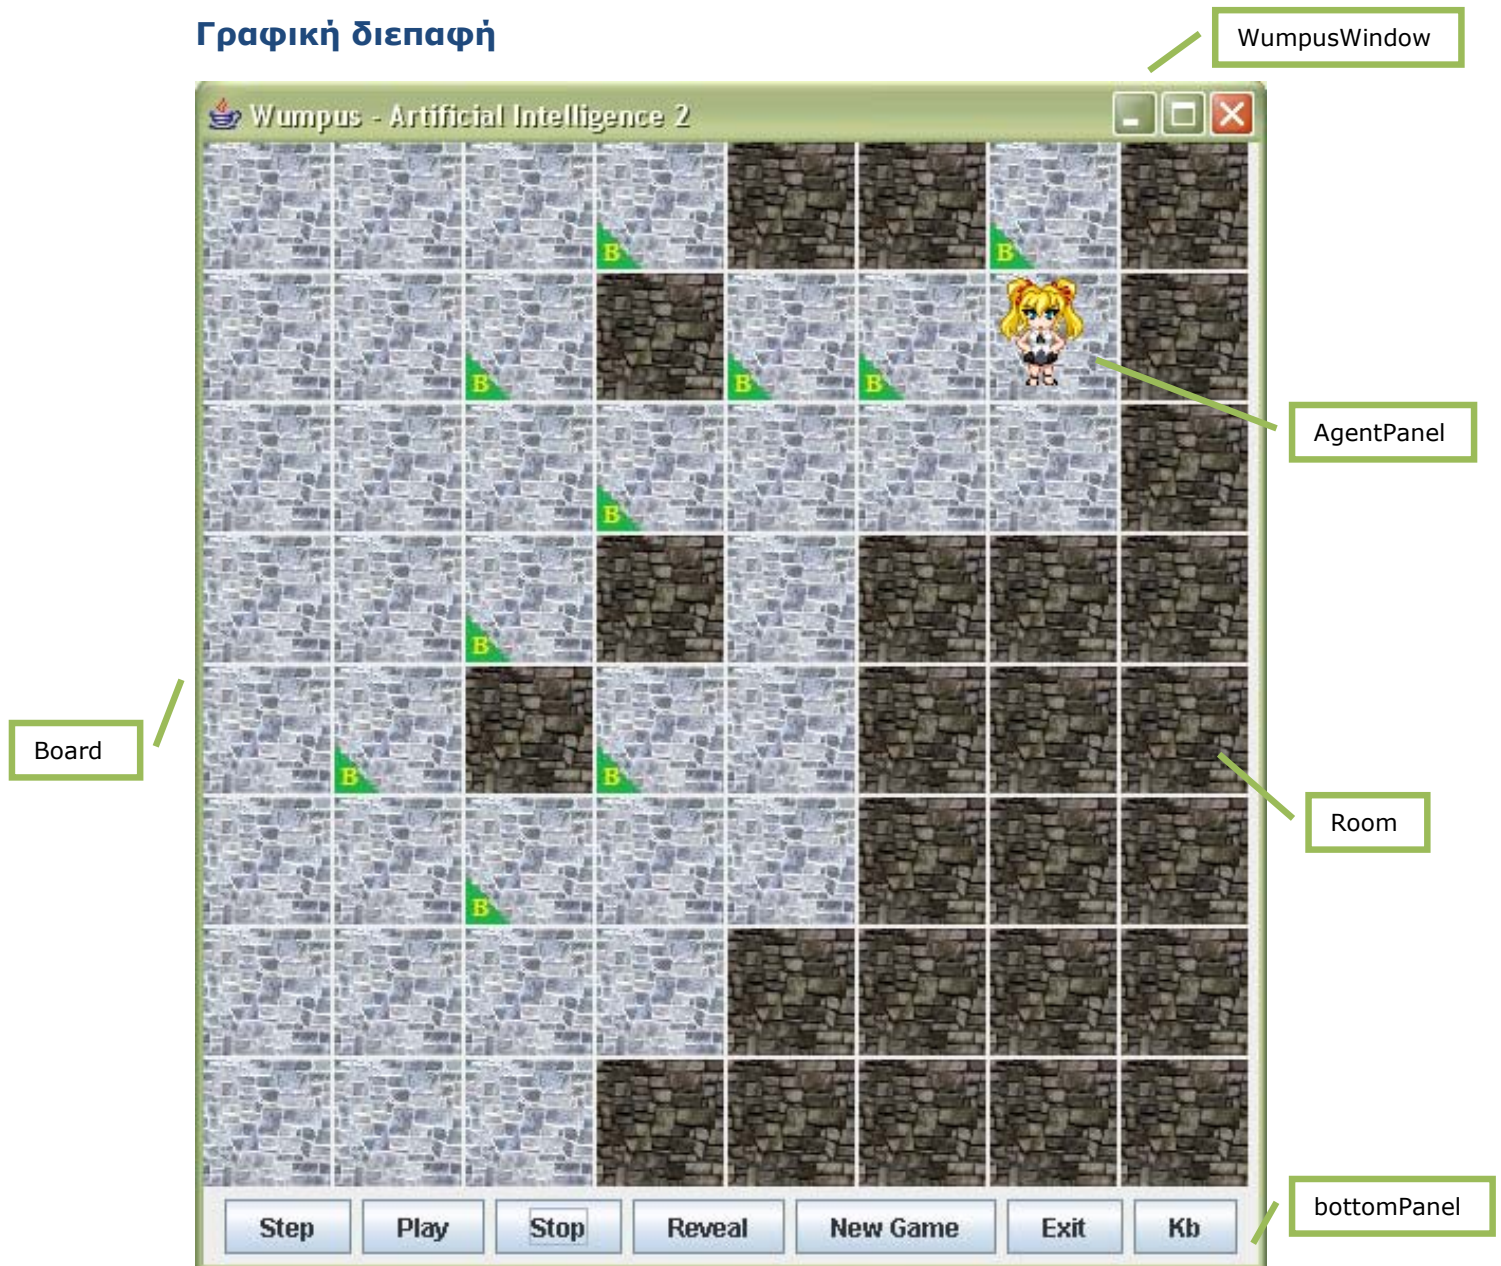 Γραφική διεπαφή
WumpusWindow
Wumpus - Artificial Intelligence 2
B B
B B B
AgentPanel
B
B
Board
B B
Room
B
bottomPanel
Step Play Stop Reveal New Game Exit Kb